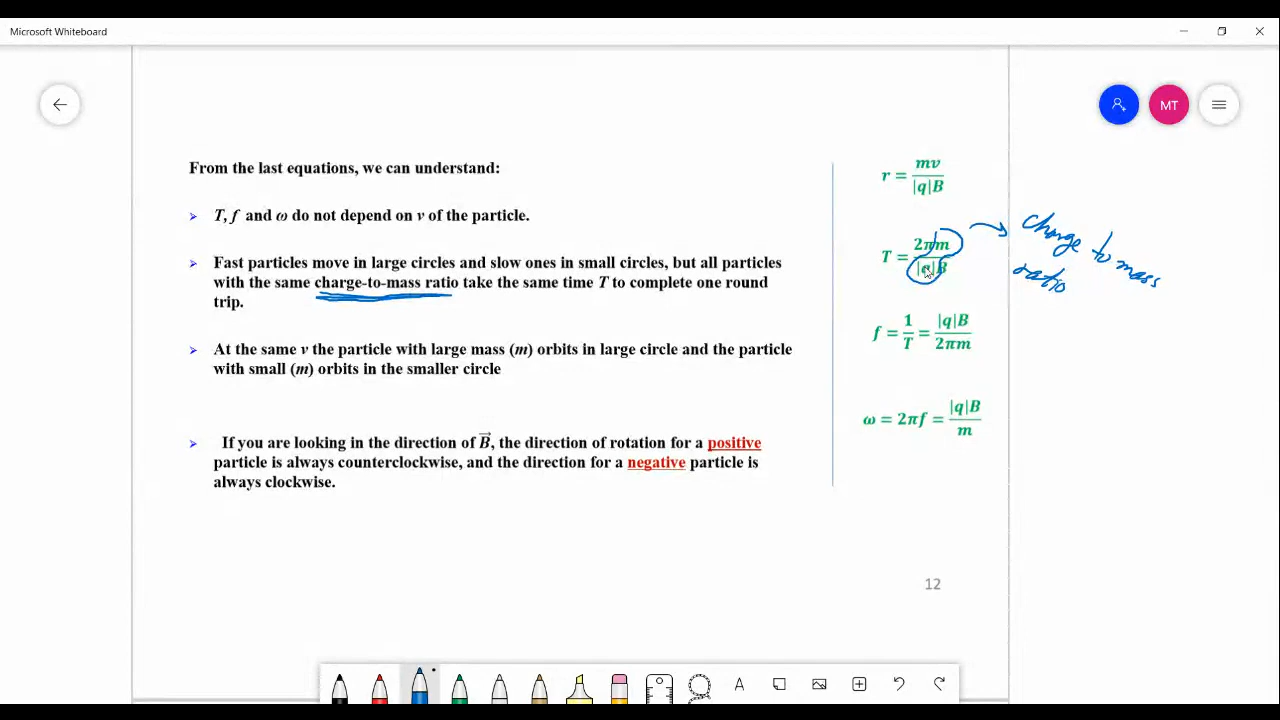 Microsoft Whiteboard
MT
From the last equations, we can understand:
➢ T, f and ω do not depend on v of the particle.
➢ Fast particles move in large circles and slow ones in small circles, but all particles
with the same charge-to-mass ratio take the same time T to complete one round
trip.
➢ At the same v the particle with large mass (m) orbits in large circle and the particle
with small (m) orbits in the smaller circle
➢ If you are looking in the direction of B⃗, the direction of rotation for a positive
particle is always counterclockwise, and the direction for a negative particle is
always clockwise.
r = mv / |q|B
T = 2πm / |q|B
f = 1 / T = |q|B / 2πm
ω = 2πf = |q|B / m
charge to mass
ratio
12
A